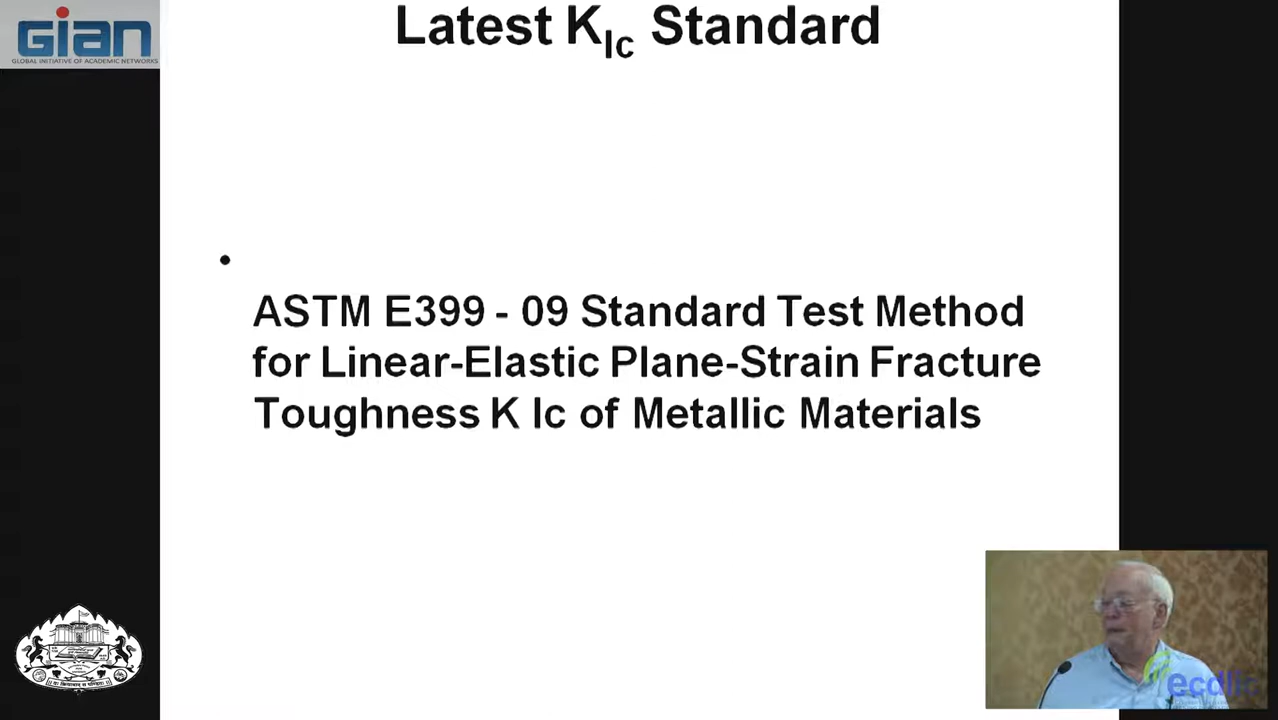 Gian
GLOBAL INITIATIVE OF ACADEMIC NETWORKS
Latest KIc Standard
• 
ASTM E399 - 09 Standard Test Method
for Linear-Elastic Plane-Strain Fracture
Toughness K Ic of Metallic Materials
ecdllc